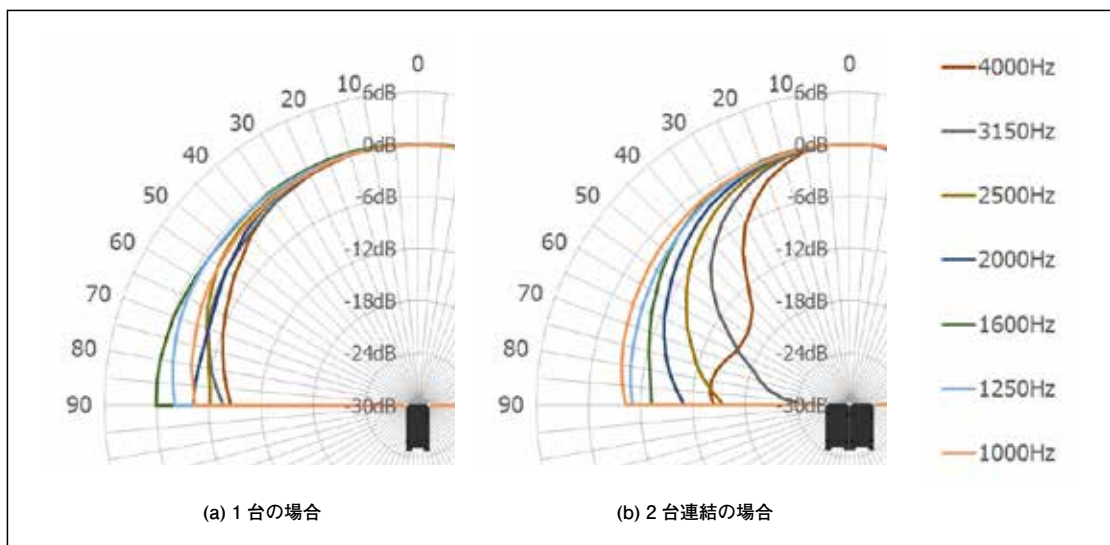 0
10
20
30
40
50
60
70
80
90
6dB
0dB
-6dB
-12dB
-18dB
-24dB
-30dB
(a) 1 台の場合
0
10
20
30
40
50
60
70
80
90
6dB
0dB
-6dB
-12dB
-18dB
-24dB
-30dB
(b) 2 台連結の場合
4000Hz
3150Hz
2500Hz
2000Hz
1600Hz
1250Hz
1000Hz